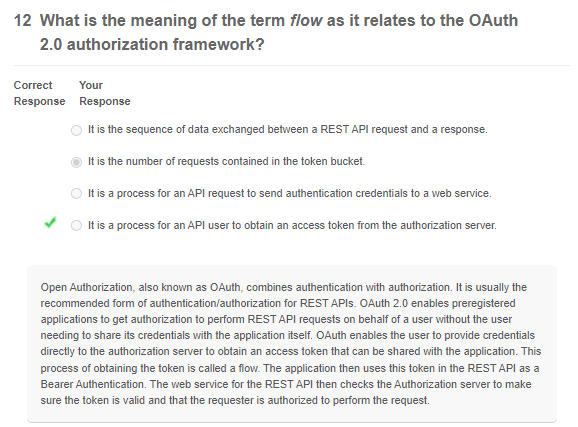 12 What is the meaning of the term flow as it relates to the OAuth
2.0 authorization framework?
Correct Your
Response Response
It is the sequence of data exchanged between a REST API request and a response.
It is the number of requests contained in the token bucket.
It is a process for an API request to send authentication credentials to a web service.
It is a process for an API user to obtain an access token from the authorization server.
Open Authorization, also known as OAuth, combines authentication with authorization. It is usually the
recommended form of authentication/authorization for REST APIs. OAuth 2.0 enables preregistered
applications to get authorization to perform REST API requests on behalf of a user without the user
needing to share its credentials with the application itself. OAuth enables the user to provide credentials
directly to the authorization server to obtain an access token that can be shared with the application. This
process of obtaining the token is called a flow. The application then uses this token in the REST API as a
Bearer Authentication. The web service for the REST API then checks the Authorization server to make
sure the token is valid and that the requester is authorized to perform the request.